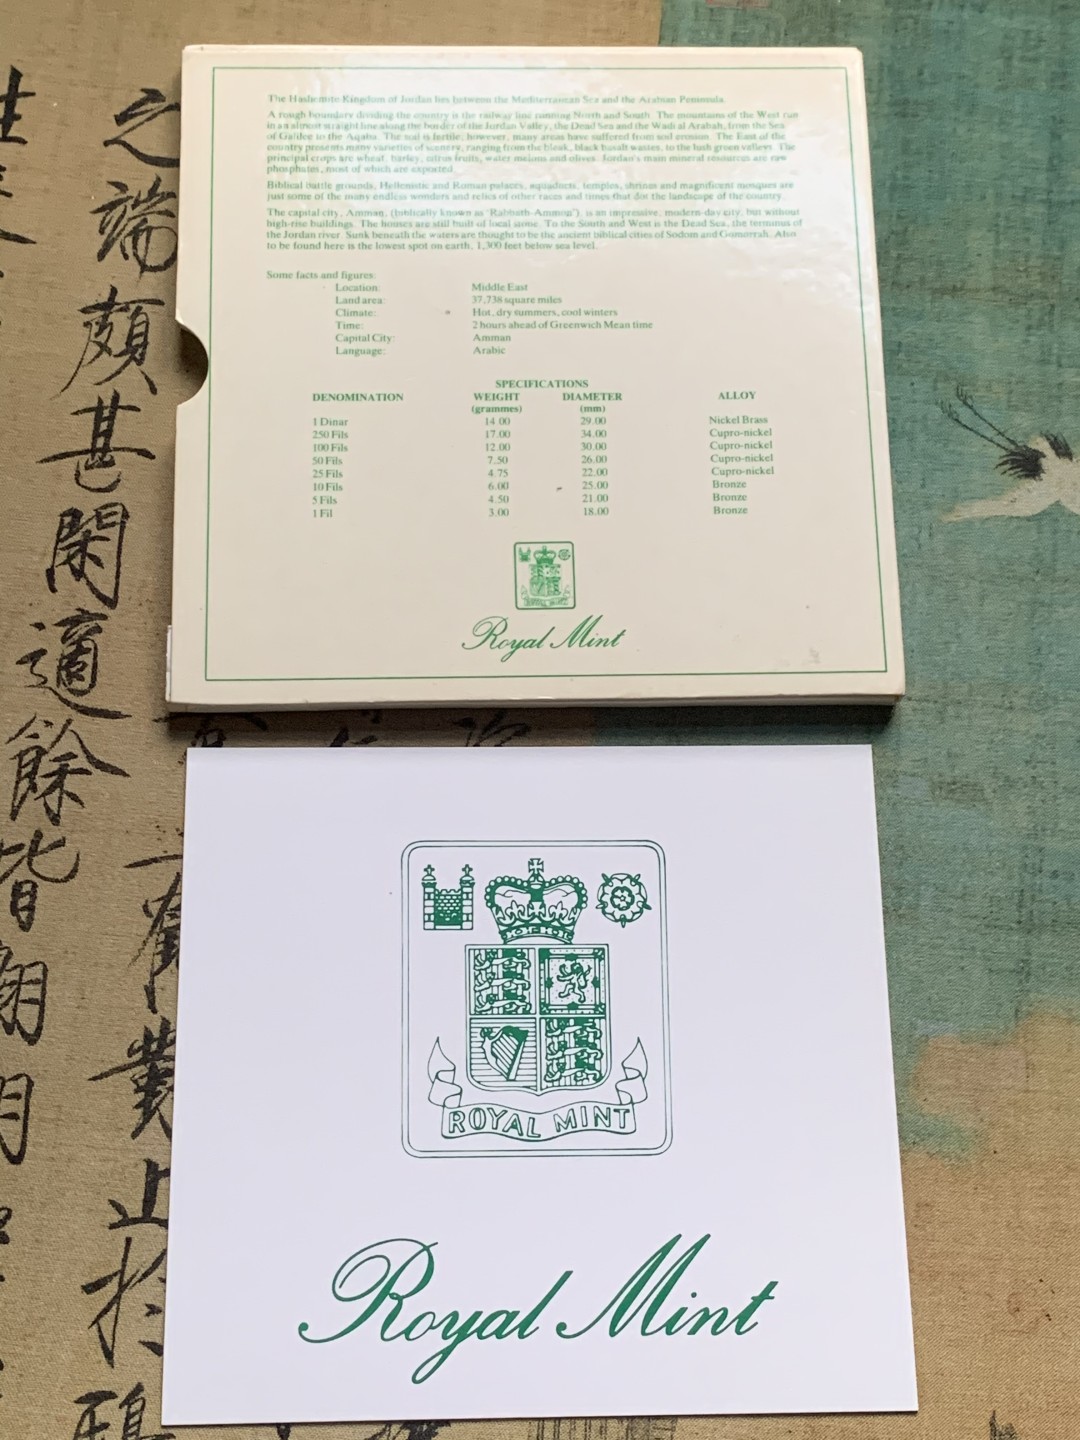 The Hashemite Kingdom of Jordan lies between the Mediterranean Sea and the Arabian Peninsula.
A rough boundary dividing the country is the railway line running North and South. The mountains of the West run
in an almost straight line along the border of the Jordan Valley, the Dead Sea and the Wadi al Arabah, from the Sea
of Galilee to the Aqaba. The soil is fertile, however, many areas have suffered from soil erosion. The East of the
country presents many varieties of scenery, ranging from the bleak, black basalt wastes, to the lush green valleys. The
principal crops are wheat, barley, citrus fruits, water melons and olives. Jordan's main mineral resources are raw
phosphates, most of which are exported.
Biblical battle grounds, Hellenistic and Roman palaces, aquaducts, temples, shrines and magnificent mosques are
just some of the many endless wonders and relics of other races and times that dot the landscape of the country.
The capital city, Amman, (biblically known as "Rabbath-Ammon"), is an impressive, modern-day city, but without
high-rise buildings. The homes are still built of local stone. To the South and West is the Dead Sea, the terminus of
the Jordan river. Sunk beneath the waters are thought to be the ancient biblical cities of Sodom and Gomorrah. Also
to be found here is the lowest spot on earth, 1,300 feet below sea level.
Some facts and figures:
Location: Middle East
Land area: 37,738 square miles
Climate: Hot, dry summers, cool winters
Time: 2 hours ahead of Greenwich Mean time
Capital City: Amman
Language: Arabic
SPECIFICATIONS
DENOMINATION WEIGHT DIAMETER ALLOY
(grammes) (mm)
1 Dinar 14.00 29.00 Nickel Brass
250 Fils 17.00 34.00 Cupro-nickel
100 Fils 12.00 30.00 Cupro-nickel
50 Fils 7.50 26.00 Cupro-nickel
25 Fils 4.75 22.00 Cupro-nickel
10 Fils 6.00 25.00 Bronze
5 Fils 4.50 21.00 Bronze
1 Fil 3.00 18.00 Bronze
ROYAL MINT
Royal Mint
ROYAL MINT
Royal Mint
之端頗甚閑適餘皆翔